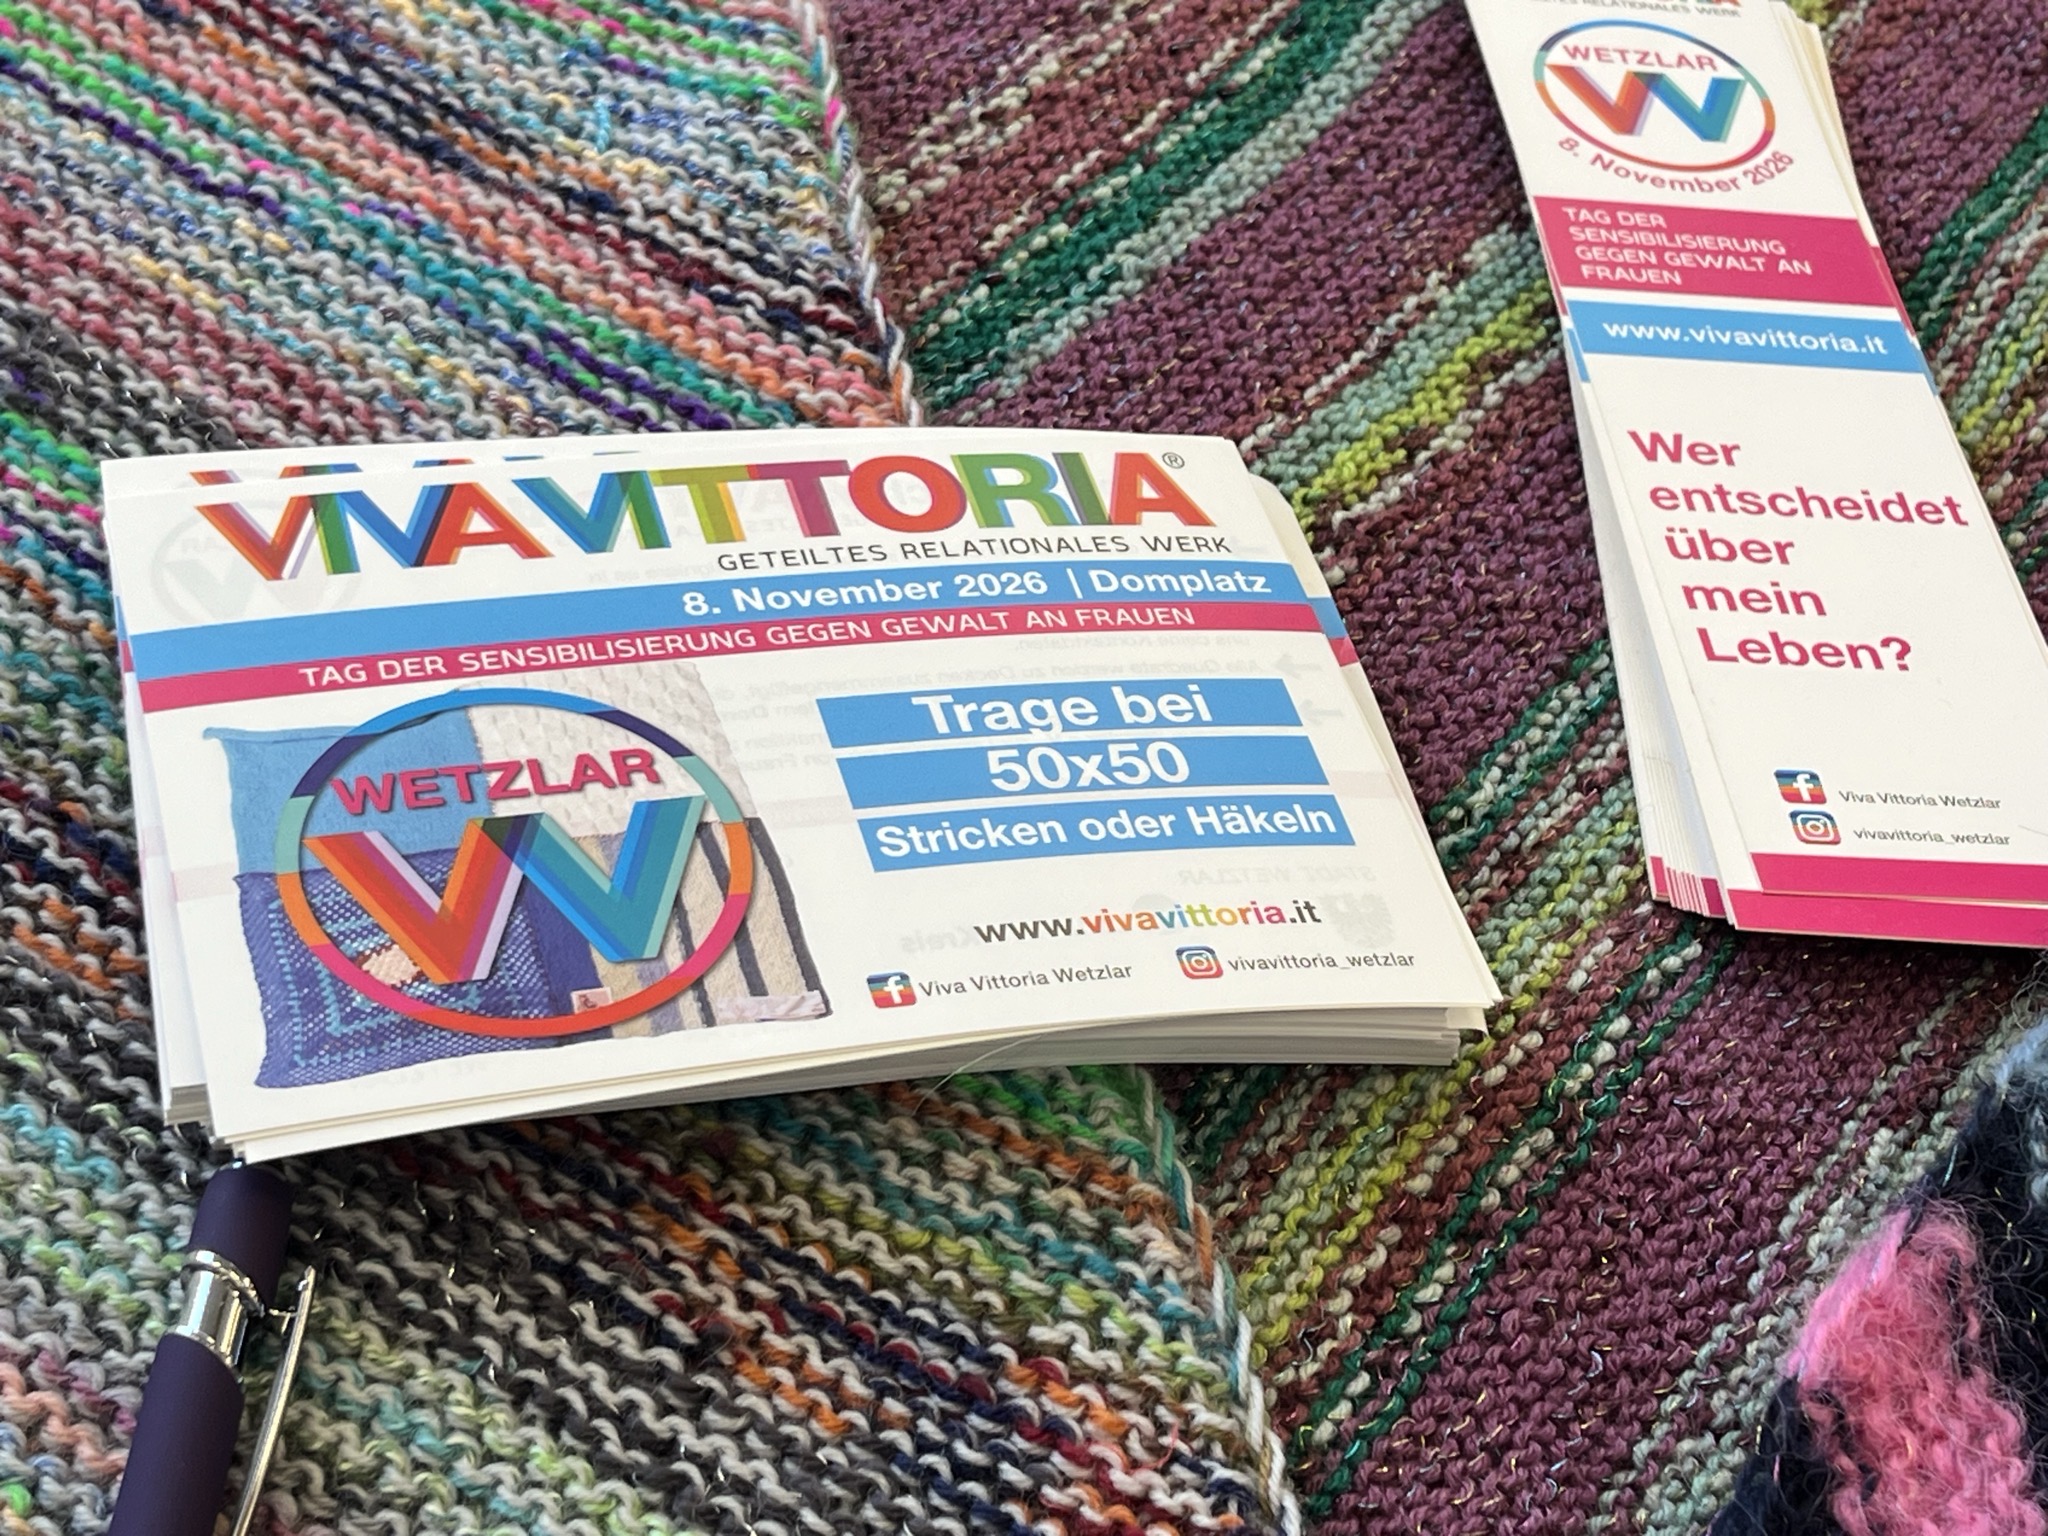 VIVAVITTORIA®
GETEILTES RELATIONALES WERK
8. November 2026 | Domplatz
TAG DER SENSIBILISIERUNG GEGEN GEWALT AN FRAUEN
WETZLAR
Trage bei
50x50
Stricken oder Häkeln
www.vivavittoria.it
Viva Vittoria Wetzlar
vivavittoria_wetzlar
RELATIONALES WERK
WETZLAR
8. November 2026
TAG DER
SENSIBILISIERUNG
GEGEN GEWALT AN
FRAUEN
www.vivavittoria.it
Wer
entscheidet
über
mein
Leben?
Viva Vittoria Wetzlar
vivavittoria_wetzlar